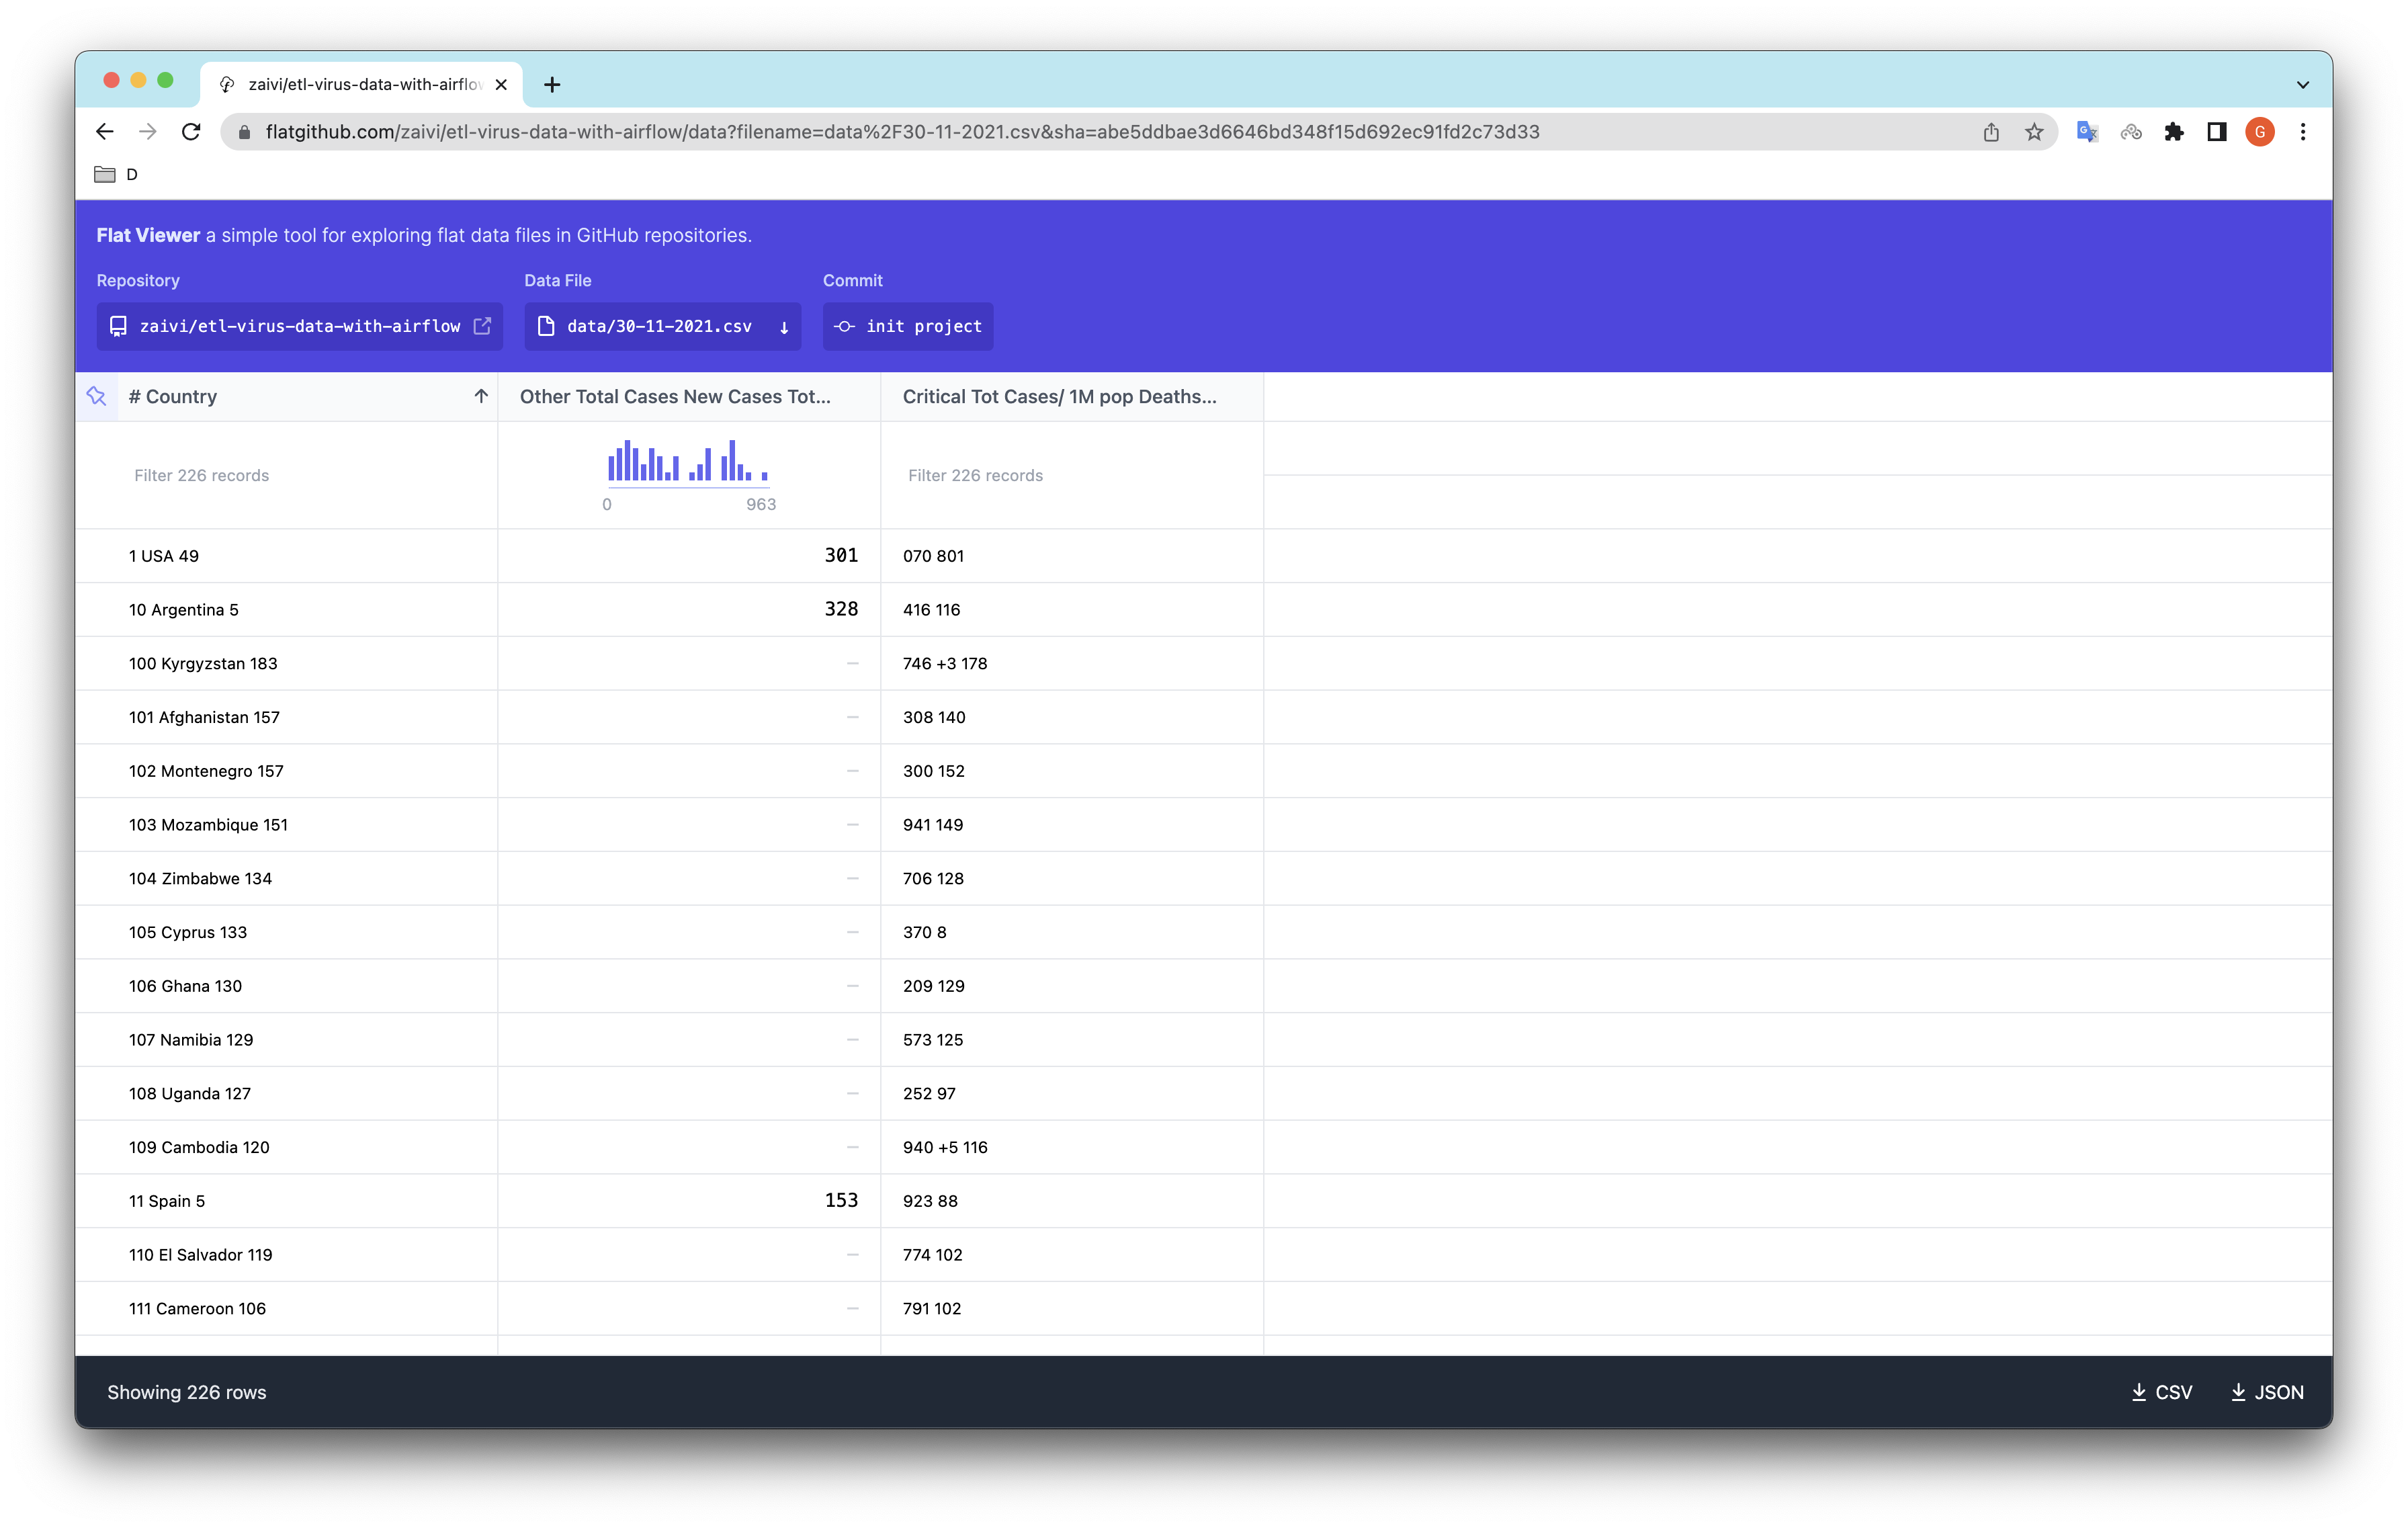 zaivi/etl-virus-data-with-airflow
flatgithub.com/zaivi/etl-virus-data-with-airflow/data?filename=data%2F30-11-2021.csv&sha=abe5ddbae3d6646bd348f15d692ec91fd2c73d33
G
D
Flat Viewer a simple tool for exploring flat data files in GitHub repositories.
Repository Data File Commit
zaivi/etl-virus-data-with-airflow data/30-11-2021.csv ↓ init project
# Country Other Total Cases New Cases Tot... Critical Tot Cases/ 1M pop Deaths...
Filter 226 records Filter 226 records
0 963
1 USA 49 301 070 801
10 Argentina 5 328 416 116
100 Kyrgyzstan 183 — 746 +3 178
101 Afghanistan 157 — 308 140
102 Montenegro 157 — 300 152
103 Mozambique 151 — 941 149
104 Zimbabwe 134 — 706 128
105 Cyprus 133 — 370 8
106 Ghana 130 — 209 129
107 Namibia 129 — 573 125
108 Uganda 127 — 252 97
109 Cambodia 120 — 940 +5 116
11 Spain 5 153 923 88
110 El Salvador 119 — 774 102
111 Cameroon 106 — 791 102
Showing 226 rows CSV JSON